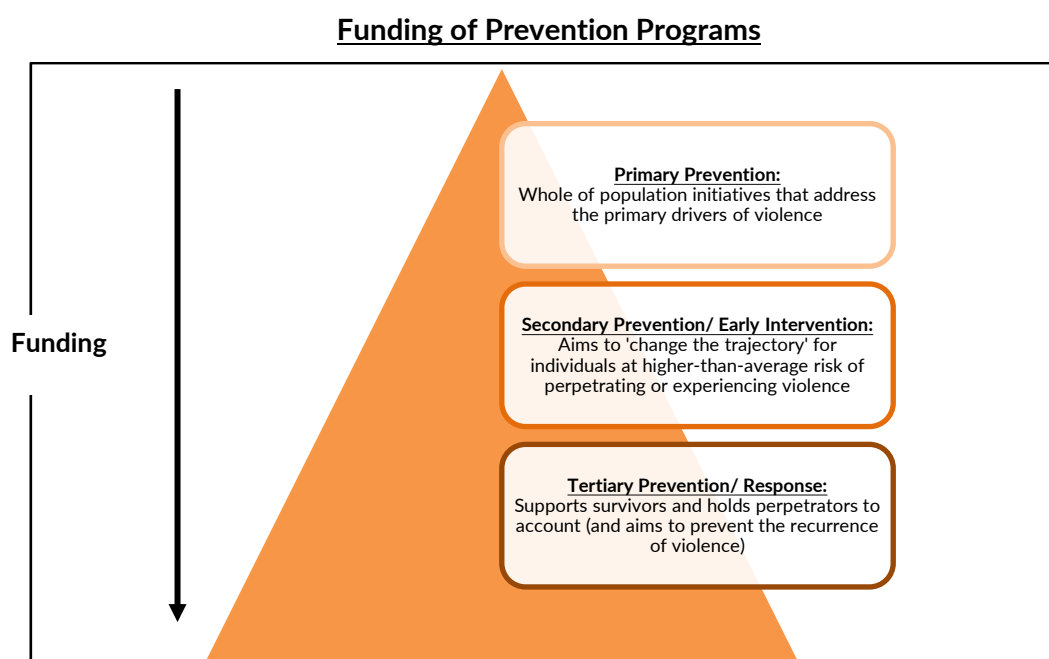 Funding of Prevention Programs
Primary Prevention:
Whole of population initiatives that address
the primary drivers of violence
Secondary Prevention/ Early Intervention:
Aims to 'change the trajectory' for
individuals at higher-than-average risk of
perpetrating or experiencing violence
Funding
Tertiary Prevention/ Response:
Supports survivors and holds perpetrators to
account (and aims to prevent the recurrence
of violence)